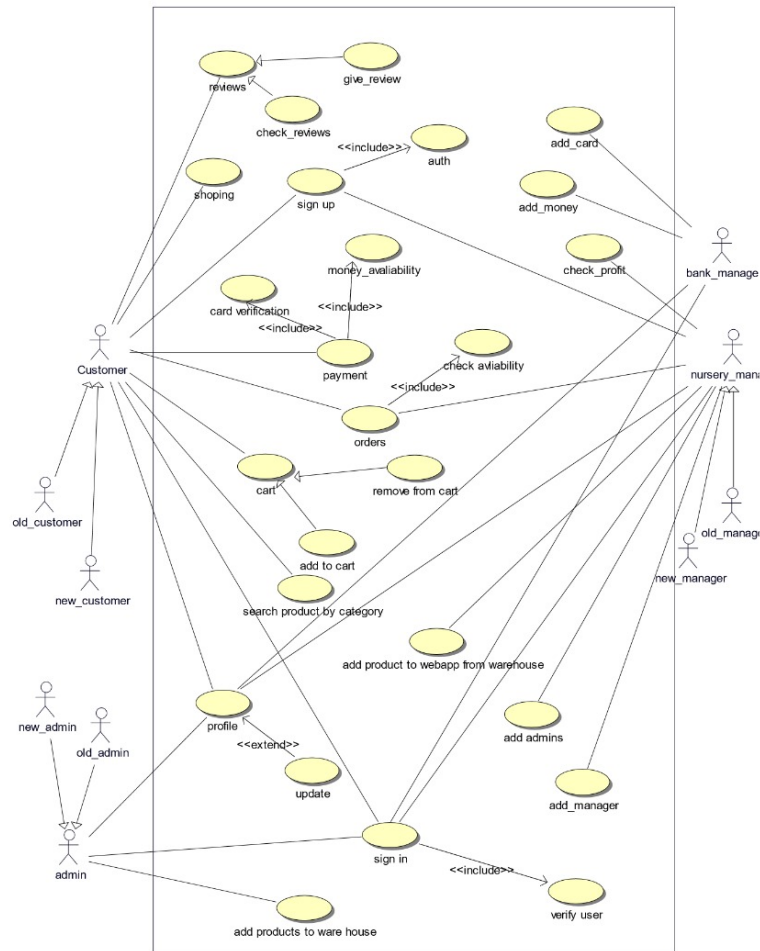 reviews
give_review
check_reviews
<<include>>
auth
add_card
shoping
sign up
add_money
money_avaliability
check_profit
bank_manage
card verification
<<include>>
<<include>>
Customer
payment
check avliability
nursery_mana
<<include>>
orders
cart
remove from cart
old_customer
old_manage
add to cart
new_manager
new_customer
search product by category
add product to webapp from warehouse
new_admin
profile
add admins
old_admin
<<extend>>
update
add_manager
sign in
admin
<<include>>
verify user
add products to ware house